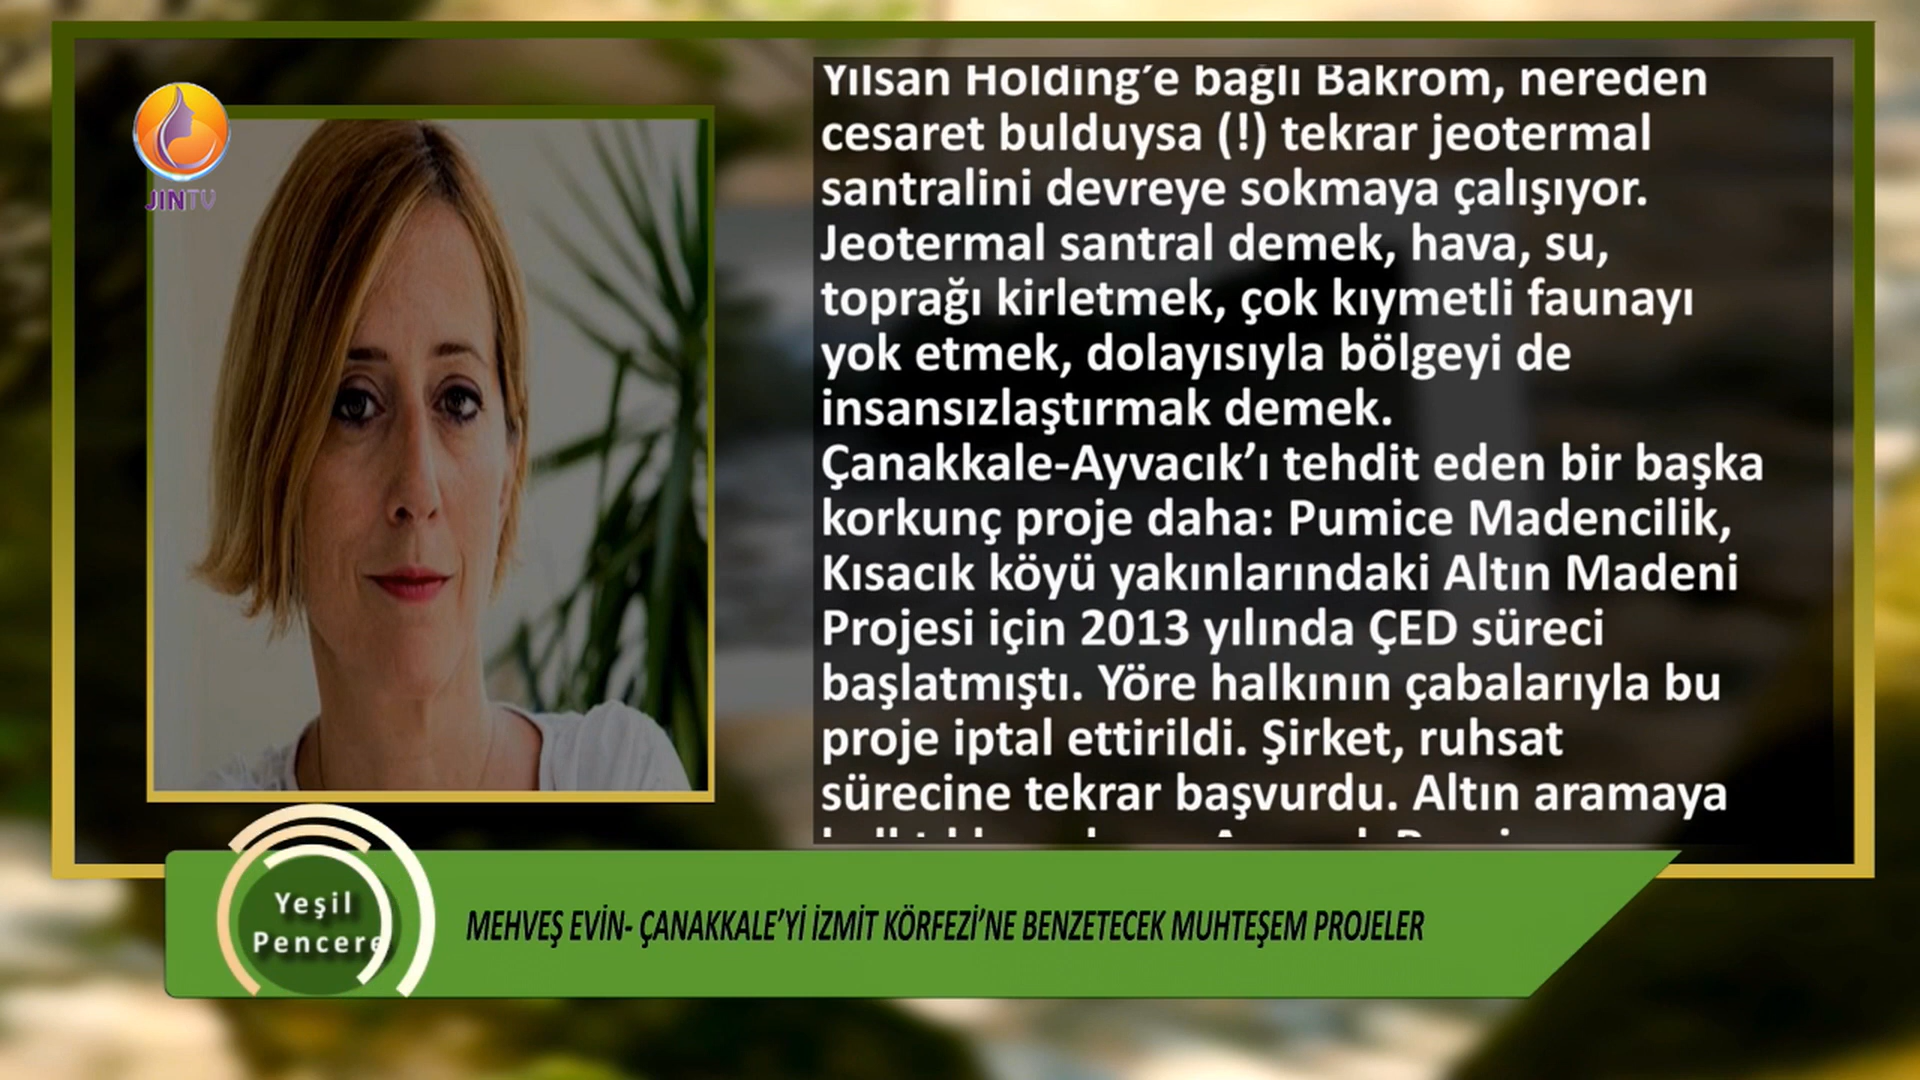 JINTV
Yılsan Holding’e bağlı Bakrom, nereden
cesaret bulduysa (!) tekrar jeotermal
santralini devreye sokmaya çalışıyor.
Jeotermal santral demek, hava, su,
toprağı kirletmek, çok kıymetli faunayı
yok etmek, dolayısıyla bölgeyi de
insansızlaştırmak demek.
Çanakkale-Ayvacık’ı tehdit eden bir başka
korkunç proje daha: Pumice Madencilik,
Kısacık köyü yakınlarındaki Altın Madeni
Projesi için 2013 yılında ÇED süreci
başlatmıştı. Yöre halkının çabalarıyla bu
proje iptal ettirildi. Şirket, ruhsat
sürecine tekrar başvurdu. Altın aramaya
Yeşil
Pencere
MEHVEŞ EVİN- ÇANAKKALE’Yİ İZMİT KÖRFEZİ’NE BENZETECEK MUHTEŞEM PROJELER